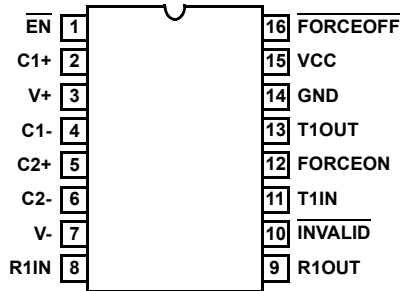 EN 1 16 FORCEOFF
C1+ 2 15 VCC
V+ 3 14 GND
C1- 4 13 T1OUT
C2+ 5 12 FORCEON
C2- 6 11 T1IN
V- 7 10 INVALID
R1IN 8 9 R1OUT